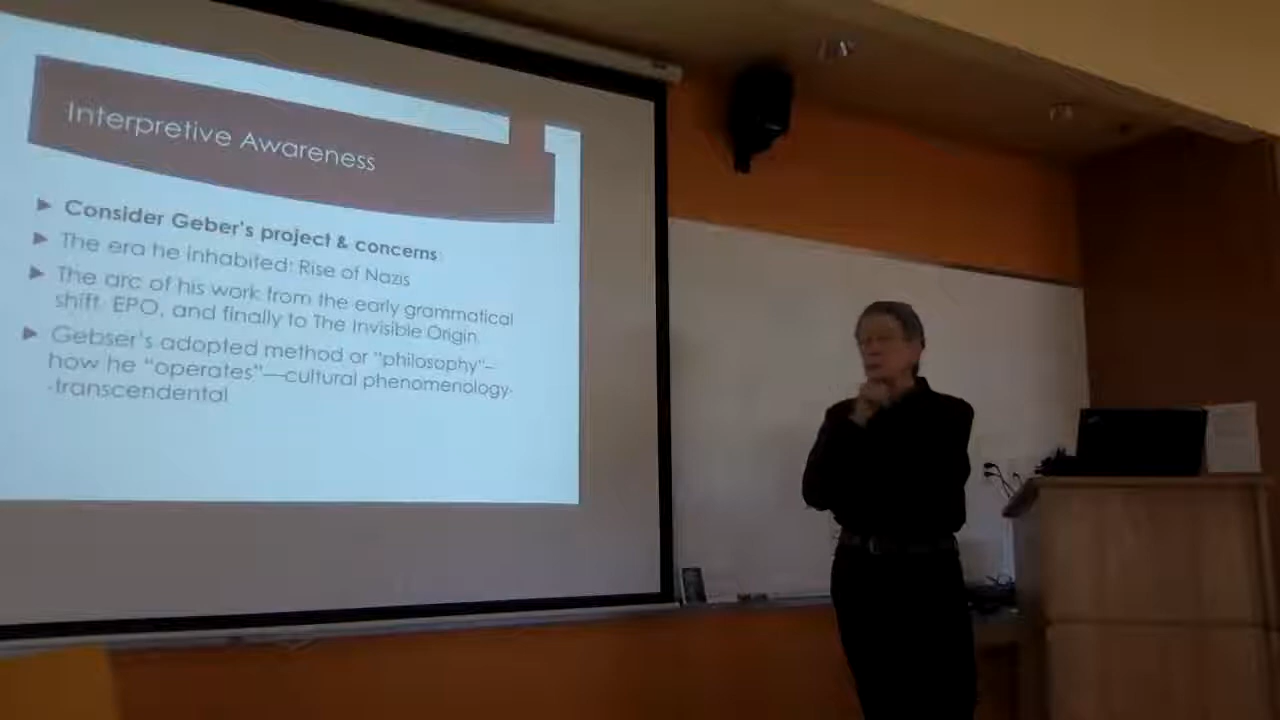 Interpretive Awareness
Consider Geber's project & concerns:
The era he inhabited: Rise of Nazis
The arc of his work from the early grammatical
shift, EPO, and finally to The Invisible Origin.
Gebser's adopted method or "philosophy"–
how he "operates"—cultural phenomenology-
-transcendental